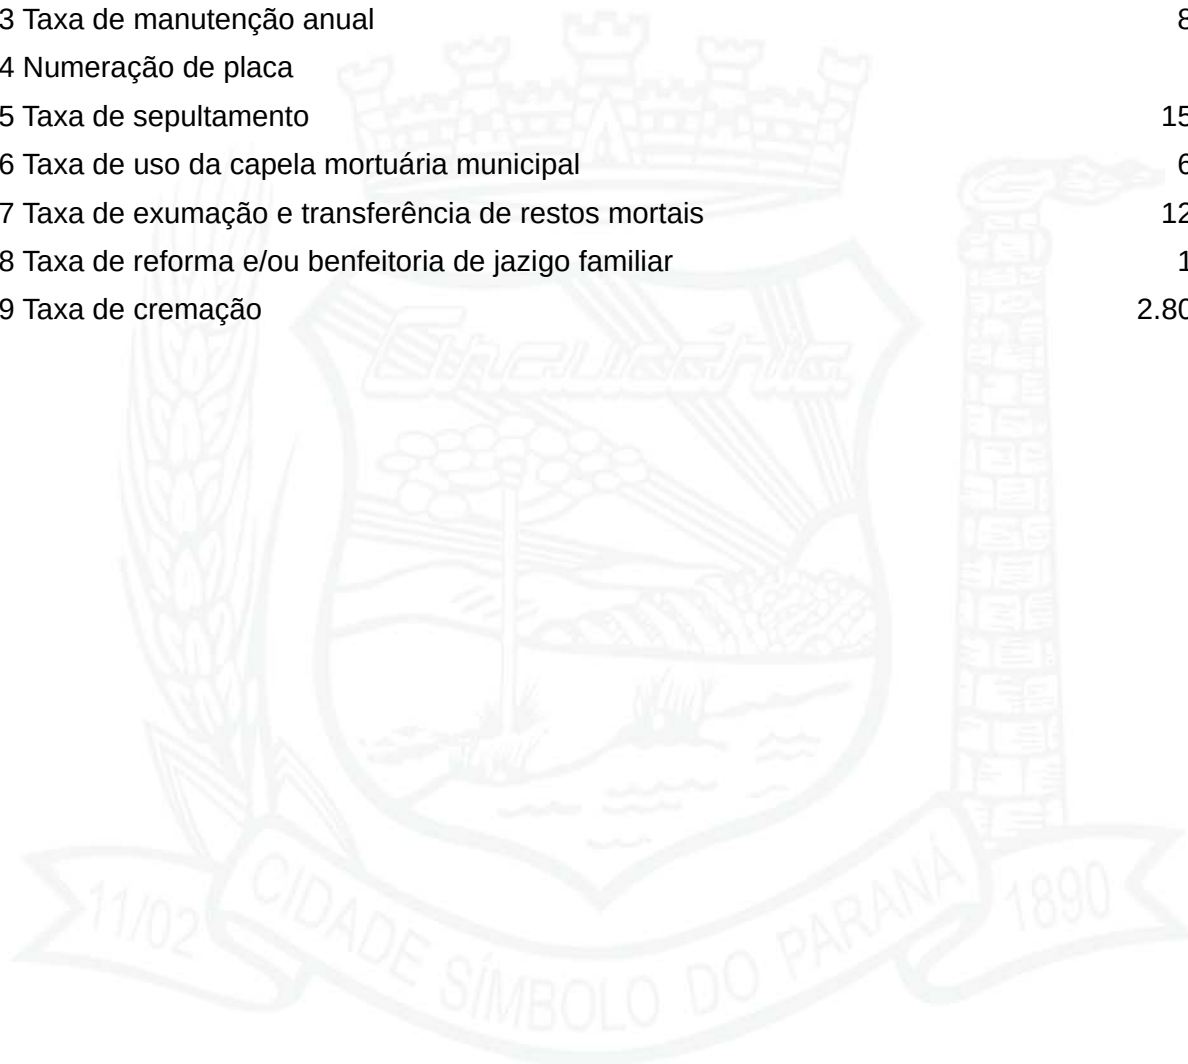 3 Taxa de manutenção anual 8
4 Numeração de placa
5 Taxa de sepultamento 15
6 Taxa de uso da capela mortuária municipal 6
7 Taxa de exumação e transferência de restos mortais 12
8 Taxa de reforma e/ou benfeitoria de jazigo familiar 1
9 Taxa de cremação 2.80
Araucária
11/02 CIDADE SÍMBOLO DO PARANÁ 1890